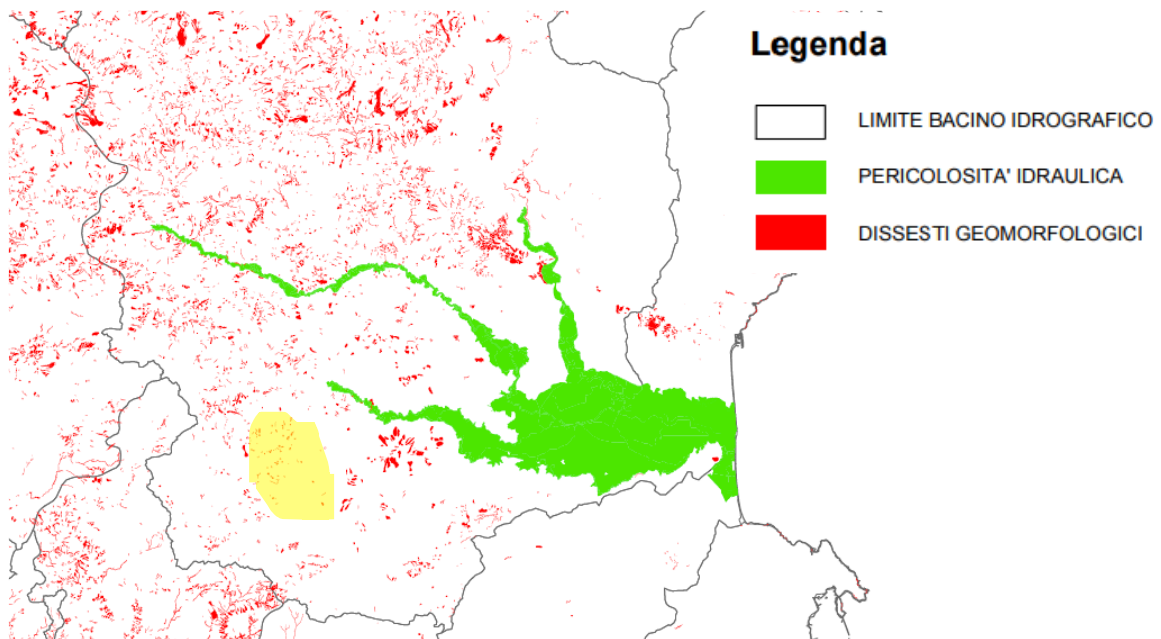 Legenda
LIMITE BACINO IDROGRAFICO
PERICOLOSITA' IDRAULICA
DISSESTI GEOMORFOLOGICI